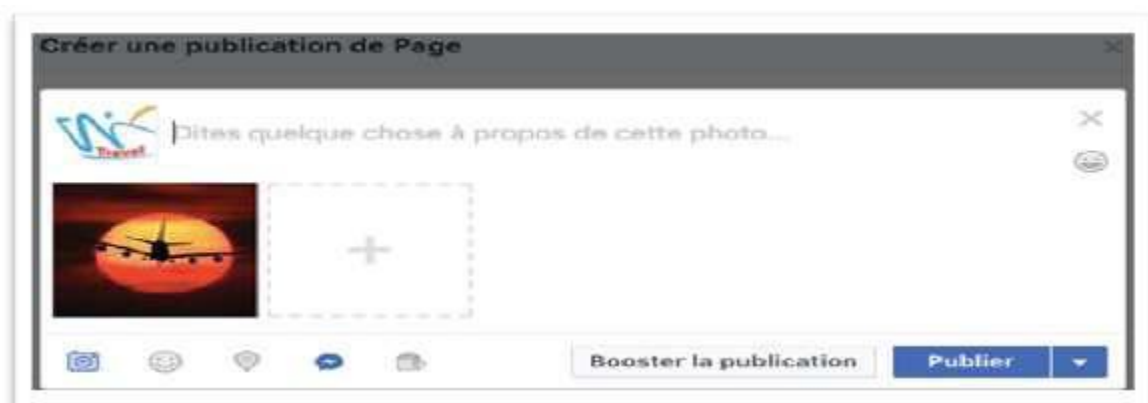 Créer une publication de Page
Dites quelque chose à propos de cette photo...
Travel
Booster la publication
Publier